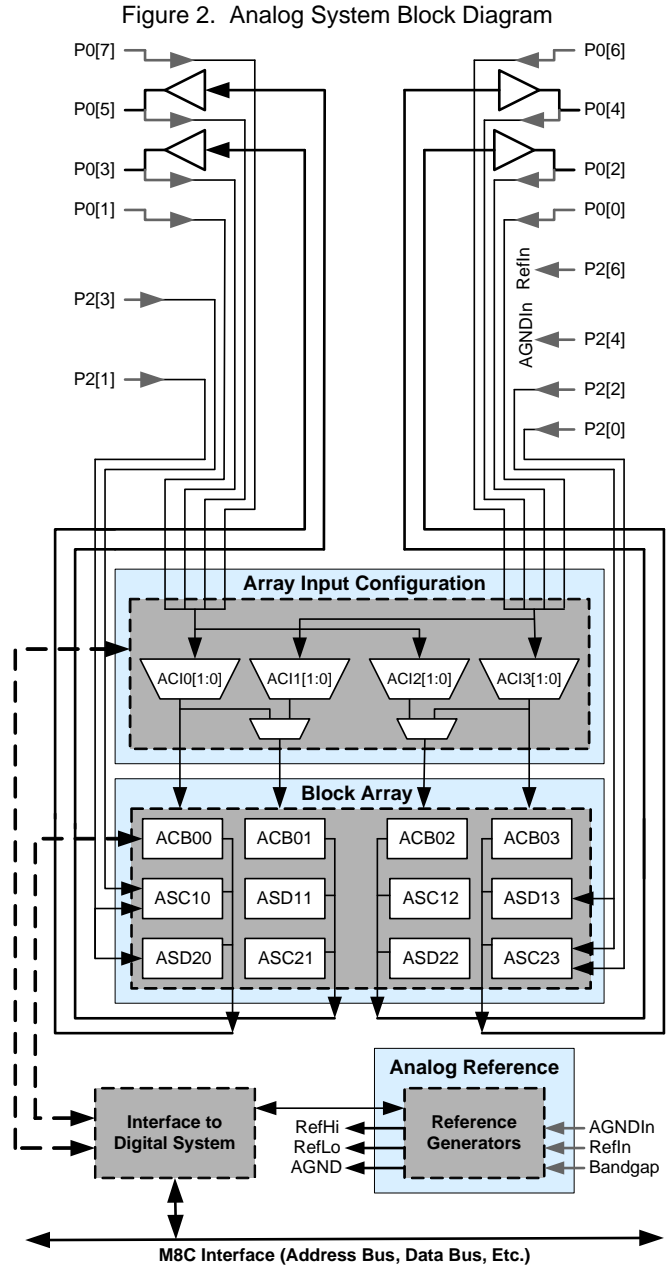 Figure 2. Analog System Block Diagram
P0[7]
P0[6]
P0[5]
P0[4]
P0[3]
P0[2]
P0[1]
P0[0]
RefIn
P2[6]
P2[3]
AGNDIn
P2[4]
P2[1]
P2[2]
P2[0]
Array Input Configuration
ACI0[1:0]
ACI1[1:0]
ACI2[1:0]
ACI3[1:0]
Block Array
ACB00
ACB01
ACB02
ACB03
ASC10
ASD11
ASC12
ASD13
ASD20
ASC21
ASD22
ASC23
Analog Reference
Interface to
Digital System
RefHi
RefLo
AGND
Reference
Generators
AGNDIn
RefIn
Bandgap
M8C Interface (Address Bus, Data Bus, Etc.)